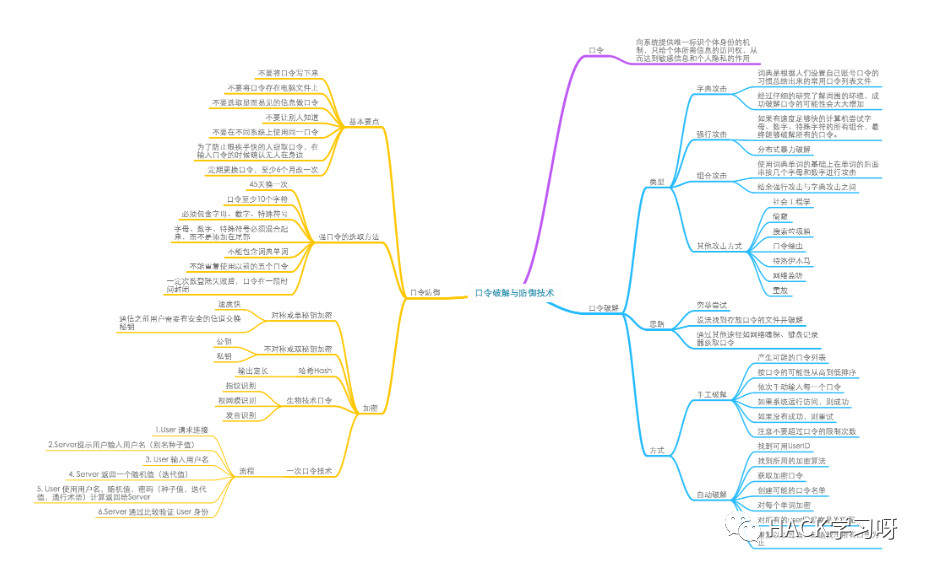 口令破解与防御技术
口令
向系统提供唯一标识个体身份的机
制，只给个体所需信息的访问权，从
而达到敏感信息和个人隐私的作用
口令破解
类型
字典攻击
词典是根据人们设置自己账号口令的
习惯总结出来的常用口令列表文件
经过仔细的研究了解周围的环境，成
功破解口令的可能性会大大增加
强行攻击
如果有速度足够快的计算机尝试字
母、数字、特殊字符的所有组合，最
终能够破解所有的口令。
分布式暴力破解
组合攻击
使用词典单词的基础上在单词的后面
串接几个字母和数字进行攻击
给余强行攻击与字典攻击之间
其他攻击方式
社会工程学
偷窥
搜索垃圾箱
口令蠕虫
特洛伊木马
网络监听
重放
思路
穷举尝试
设法找到存放口令的文件并破解
通过其他途径如网络嗅探、键盘记录
器获取口令
方式
手工破解
产生可能的口令列表
按口令的可能性从高到低排序
依次手动输入每一个口令
如果系统运行访问，则成功
如果没有成功，则重试
注意不要超过口令的限制次数
自动破解
找到可用UserID
找到所用的加密算法
获取加密口令
创建可能的口令名单
对每个单词加密
对所有的userID
止
口令防御
基本要点
不要将口令写下来
不要将口令存在电脑文件上
不要选取显而易见的信息做口令
不要让别人知道
不要在不同系统上使用同一口令
为了防止眼疾手快的人窃取口令，在
输入口令的时候确认无人在身边
定期更换口令，至少6个月改一次
强口令的选取方法
45天换一次
口令至少10个字符
必须包含字母、数字、特殊符号
字母、数字、特殊符号必须混合起
来，而不是添加在尾部
不能包含词典单词
不能重复使用以前的五个口令
一定次数登陆失败后，口令在一段时
间封闭
加密
对称或单秘钥加密
速度快
通信之前用户需要有安全的信道交换
秘钥
不对称或双秘钥加密
公钥
私钥
哈希Hash
输出定长
生物技术口令
指纹识别
视网膜识别
发音识别
一次口令技术
流程
1.User 请求连接
2.Server提示用户输入用户名（别名种子值）
3. User 输入用户名
4. Server 返回一个随机值（迭代值）
5. User 使用用户名，随机值，密码（种子值，迭代
值，通行术语）计算返回给Server
6.Server 通过比较验证 User 身份
HACK学习呀